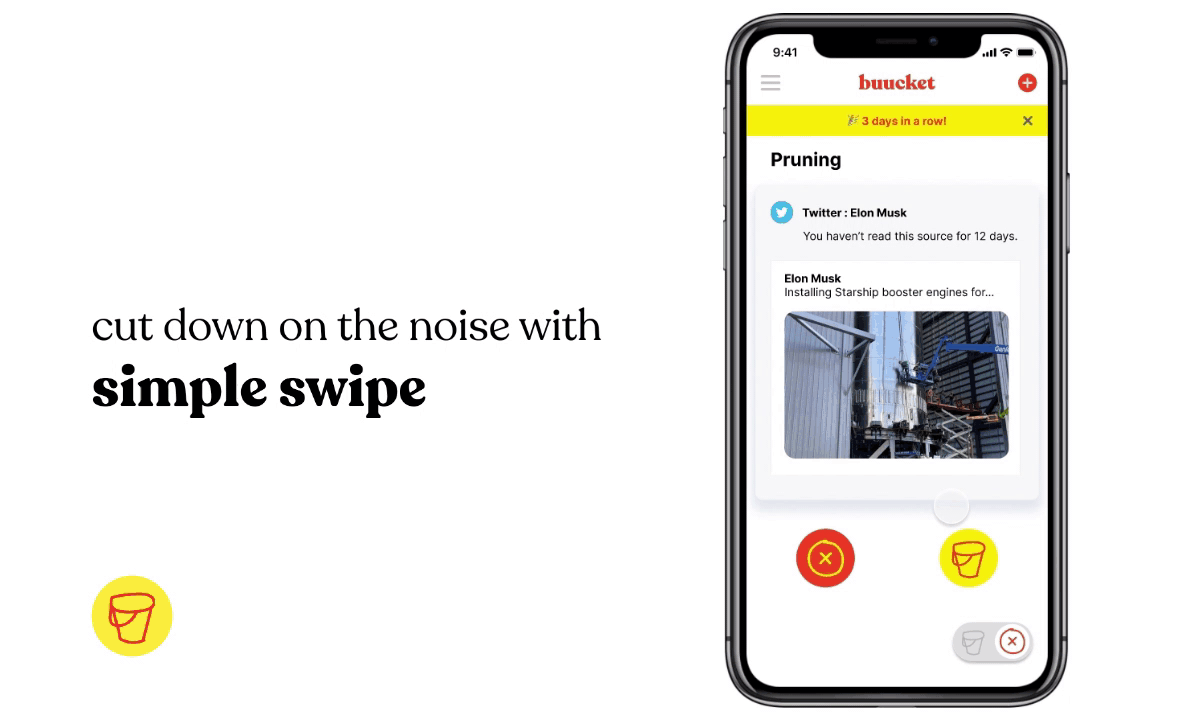 cut down on the noise with
simple swipe
9:41
buucket
3 days in a row!
Pruning
Twitter : Elon Musk
You haven't read this source for 12 days.
Elon Musk
Installing Starship booster engines for...